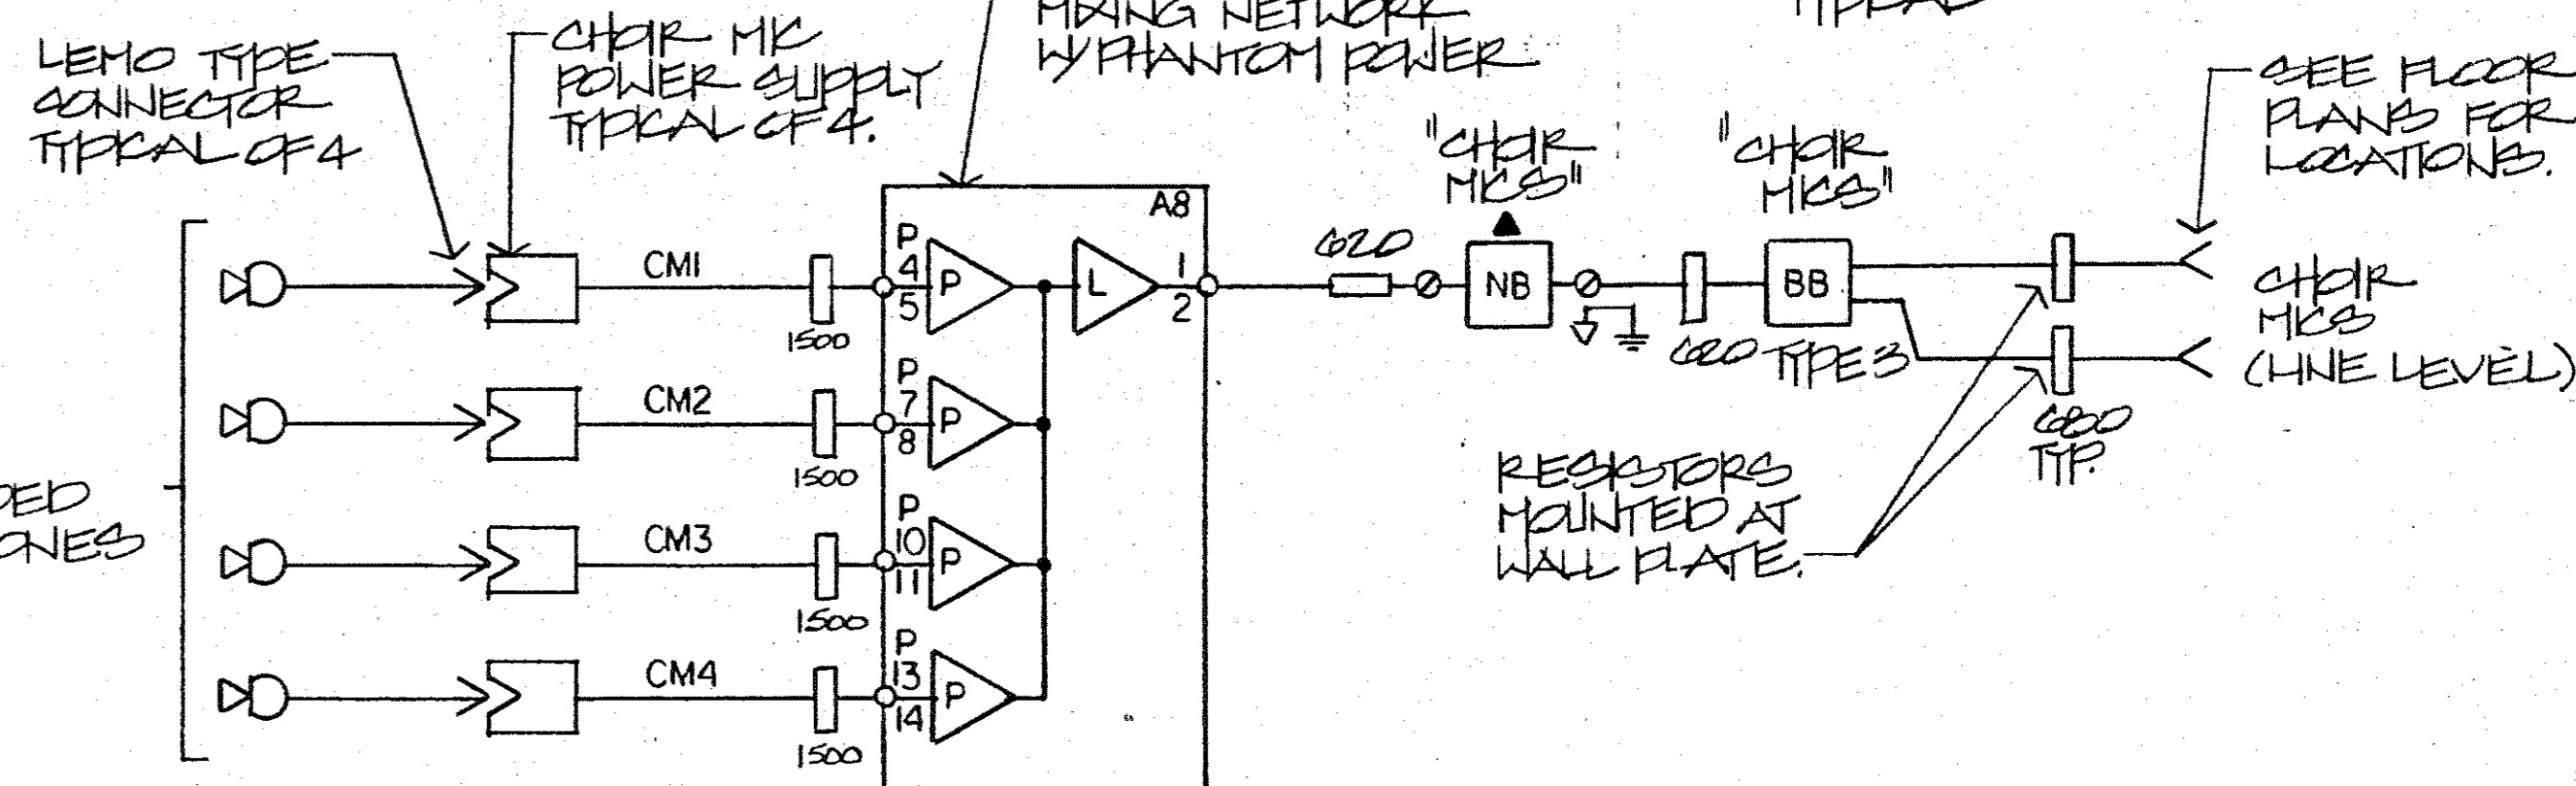 LEMO TYPE
CONNECTOR
TYPICAL OF 4
CHOIR MIC
POWER SUPPLY
TYPICAL OF 4.
MIXING NETWORK
W/PHANTOM POWER
TYPICAL
"CHOIR
MICS"
"CHOIR
MICS"
SEE FLOOR
PLANS FOR
LOCATIONS.
A8
CM1
1500
P
4
5
P
L
1
2
620
NB
620
BB
TYPE 3
CHOIR
MICS
(LINE LEVEL)
CM2
1500
P
7
8
P
680
TYP.
RESISTORS
MOUNTED AT
WALL PLATE.
CM3
1500
P
10
11
P
CM4
1500
P
13
14
P